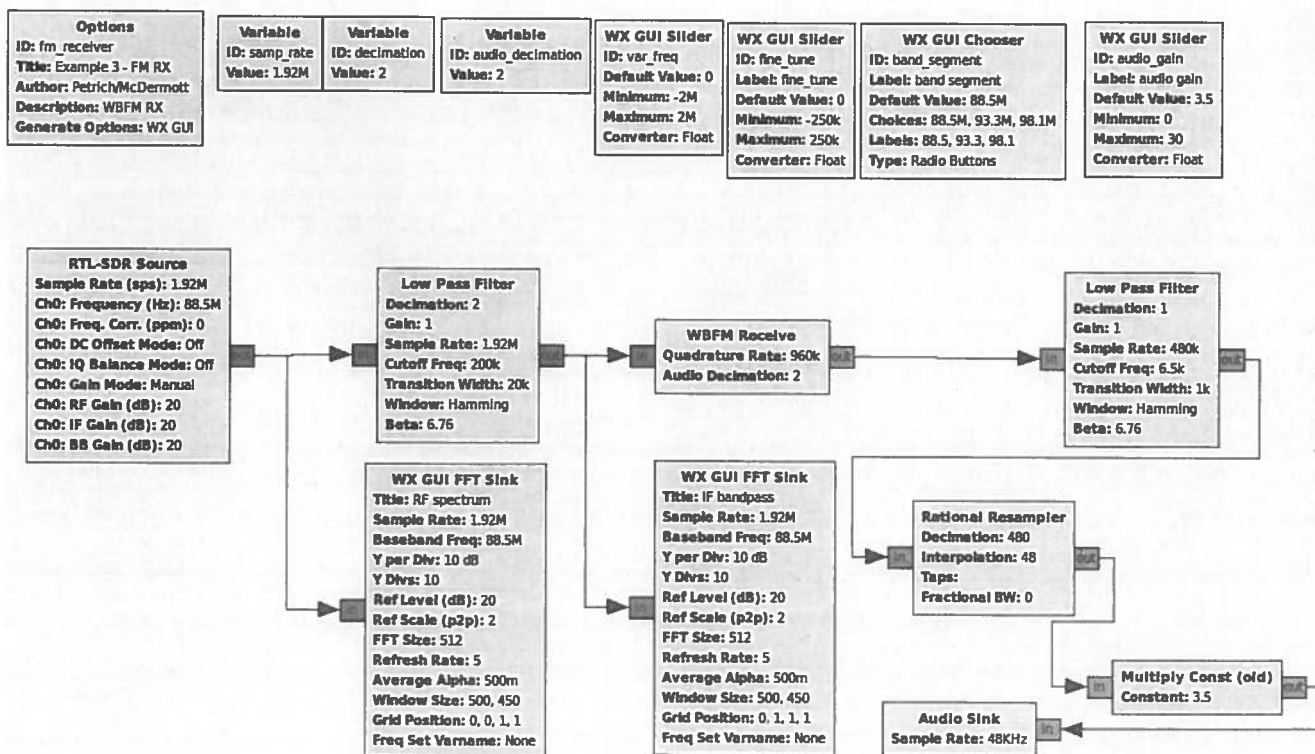 Options
ID: fm_receiver
Title: Example 3 - FM RX
Author: Petrich/McDermott
Description: WBFM RX
Generate Options: WX GUI
Variable
ID: samp_rate
Value: 1.92M
Variable
ID: decimation
Value: 2
Variable
ID: audio_decimation
Value: 2
WX GUI Slider
ID: var_freq
Default Value: 0
Minimum: -2M
Maximum: 2M
Converter: Float
WX GUI Slider
ID: fine_tune
Label: fine_tune
Default Value: 0
Minimum: -250k
Maximum: 250k
Converter: Float
WX GUI Chooser
ID: band_segment
Label: band segment
Default Value: 88.5M
Choices: 88.5M, 93.3M, 98.1M
Labels: 88.5, 93.3, 98.1
Type: Radio Buttons
WX GUI Slider
ID: audio_gain
Label: audio gain
Default Value: 3.5
Minimum: 0
Maximum: 30
Converter: Float
RTL-SDR Source
Sample Rate (sps): 1.92M
Ch0: Frequency (Hz): 88.5M
Ch0: Freq. Corr. (ppm): 0
Ch0: DC Offset Mode: Off
Ch0: IQ Balance Mode: Off
Ch0: Gain Mode: Manual
Ch0: RF Gain (dB): 20
Ch0: IF Gain (dB): 20
Ch0: BB Gain (dB): 20
out
in
Low Pass Filter
Decimation: 2
Gain: 1
Sample Rate: 1.92M
Cutoff Freq: 200k
Transition Width: 20k
Window: Hamming
Beta: 6.76
out
in
WBFM Receive
Quadrature Rate: 960k
Audio Decimation: 2
out
in
Low Pass Filter
Decimation: 1
Gain: 1
Sample Rate: 480k
Cutoff Freq: 6.5k
Transition Width: 1k
Window: Hamming
Beta: 6.76
out
in
WX GUI FFT Sink
Title: RF spectrum
Sample Rate: 1.92M
Baseband Freq: 88.5M
Y per Div: 10 dB
Y Divs: 10
Ref Level (dB): 20
Ref Scale (p2p): 2
FFT Size: 512
Refresh Rate: 5
Average Alpha: 500m
Window Size: 500, 450
Grid Position: 0, 0, 1, 1
Freq Set Varname: None
in
WX GUI FFT Sink
Title: IF bandpass
Sample Rate: 1.92M
Baseband Freq: 88.5M
Y per Div: 10 dB
Y Divs: 10
Ref Level (dB): 20
Ref Scale (p2p): 2
FFT Size: 512
Refresh Rate: 5
Average Alpha: 500m
Window Size: 500, 450
Grid Position: 0, 1, 1, 1
Freq Set Varname: None
in
Rational Resampler
Decimation: 480
Interpolation: 48
Taps:
Fractional BW: 0
out
in
Multiply Const (old)
Constant: 3.5
out
Audio Sink
Sample Rate: 48KHz
in